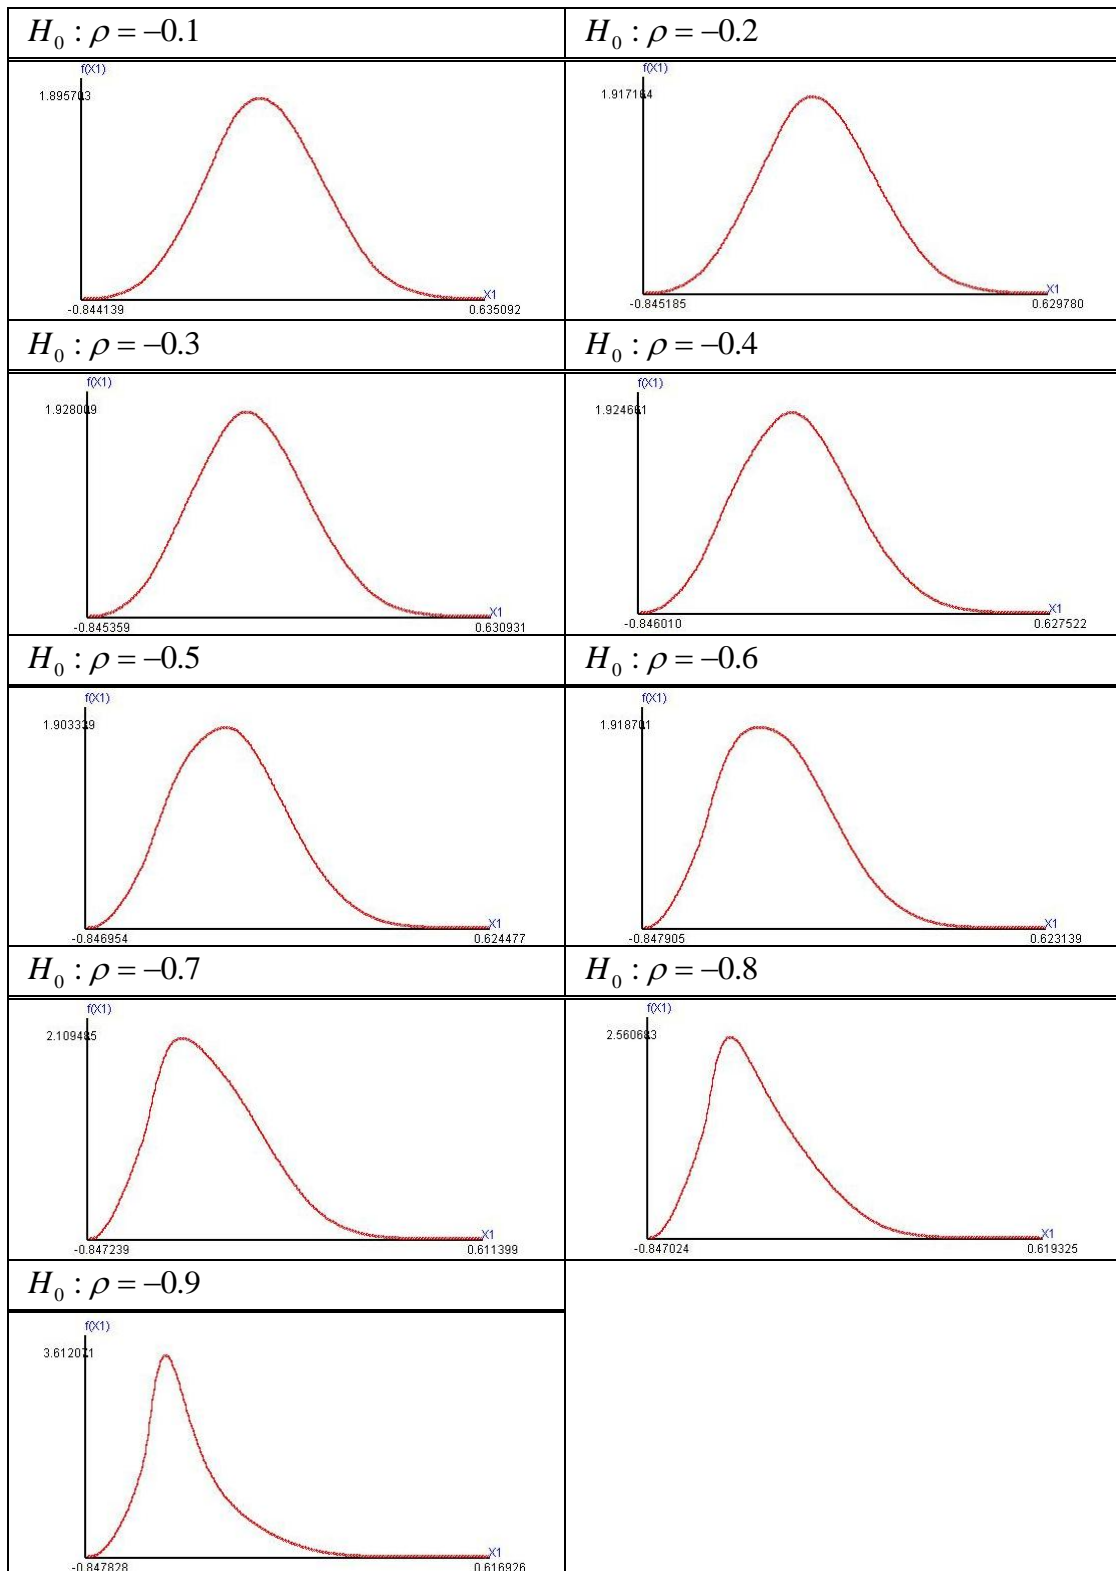 H₀ : ρ = −0.1
H₀ : ρ = −0.2
f(X1)
1.895703
X1
-0.844139
0.635092
f(X1)
1.917164
X1
-0.845185
0.629780
H₀ : ρ = −0.3
H₀ : ρ = −0.4
f(X1)
1.928009
X1
-0.845359
0.630931
f(X1)
1.924661
X1
-0.846010
0.627522
H₀ : ρ = −0.5
H₀ : ρ = −0.6
f(X1)
1.903339
X1
-0.846954
0.624477
f(X1)
1.918701
X1
-0.847905
0.623139
H₀ : ρ = −0.7
H₀ : ρ = −0.8
f(X1)
2.109485
X1
-0.847239
0.611399
f(X1)
2.560683
X1
-0.847024
0.619325
H₀ : ρ = −0.9
f(X1)
3.612071
X1
-0.847828
0.616926